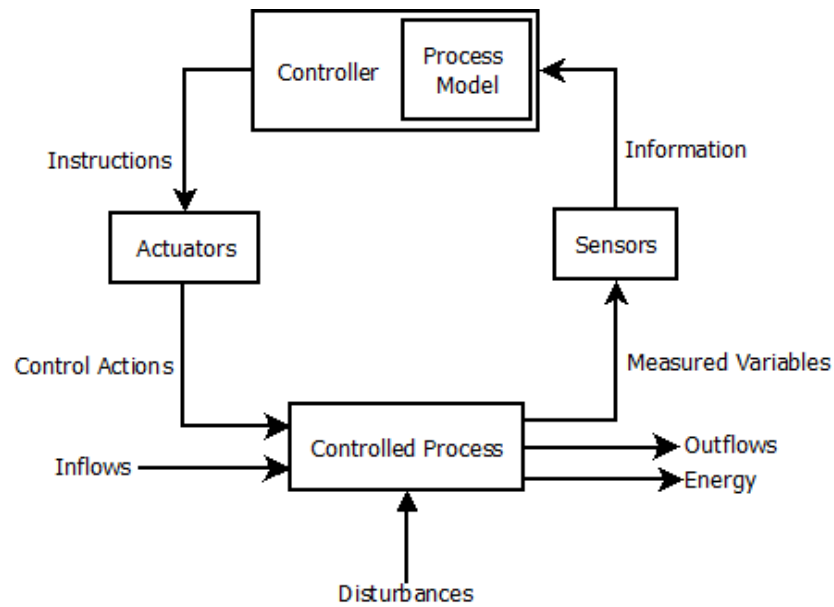 Process
Model
Controller
Instructions
Information
Actuators
Sensors
Control Actions
Measured Variables
Controlled Process
Outflows
Inflows
Energy
Disturbances